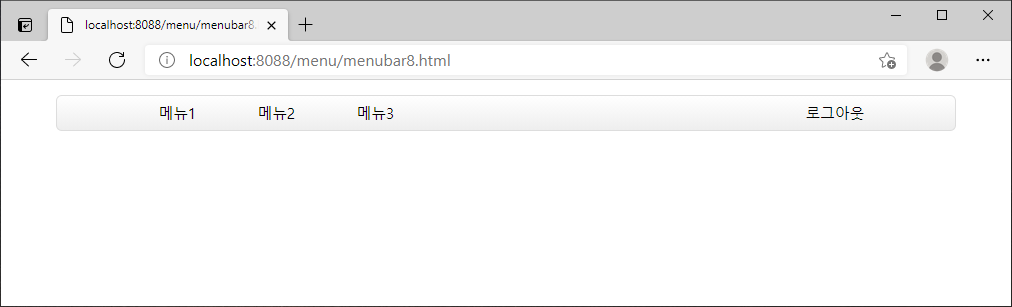 localhost:8088/menu/menubar8.
localhost:8088/menu/menubar8.html
메뉴1 메뉴2 메뉴3 로그아웃